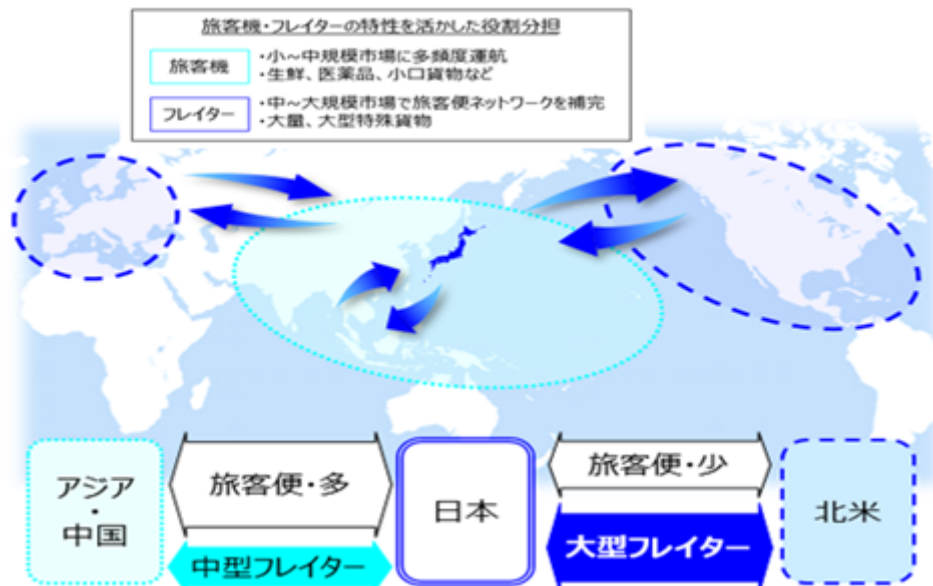 旅客機・フレイターの特性を活かした役割分担
旅客機
・小~中規模市場に多頻度運航
・生鮮、医薬品、小口貨物など
フレイター
・中~大規模市場で旅客便ネットワークを補完
・大量、大型特殊貨物
アジア
・
中国
旅客便・多
中型フレイター
日本
旅客便・少
大型フレイター
北米